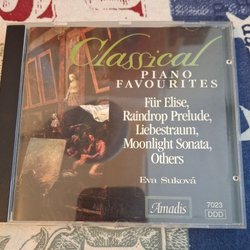 Classical
PIANO
FAVOURITES
Für Elise,
Raindrop Prelude,
Liebestraum,
Moonlight Sonata,
Others
Eva Suková
Amadis
7023
DDD